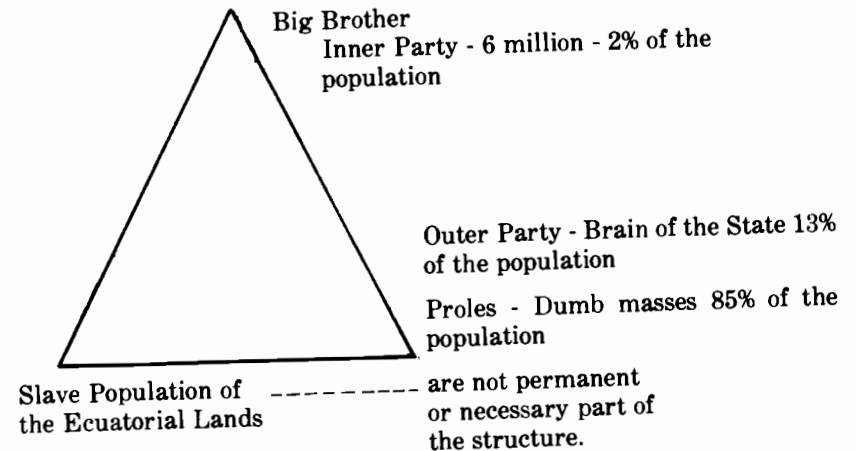 Big Brother
Inner Party - 6 million - 2% of the
population
Outer Party - Brain of the State 13%
of the population
Proles - Dumb masses 85% of the
population
Slave Population of
the Ecuatorial Lands
--------- are not permanent
or necessary part of
the structure.